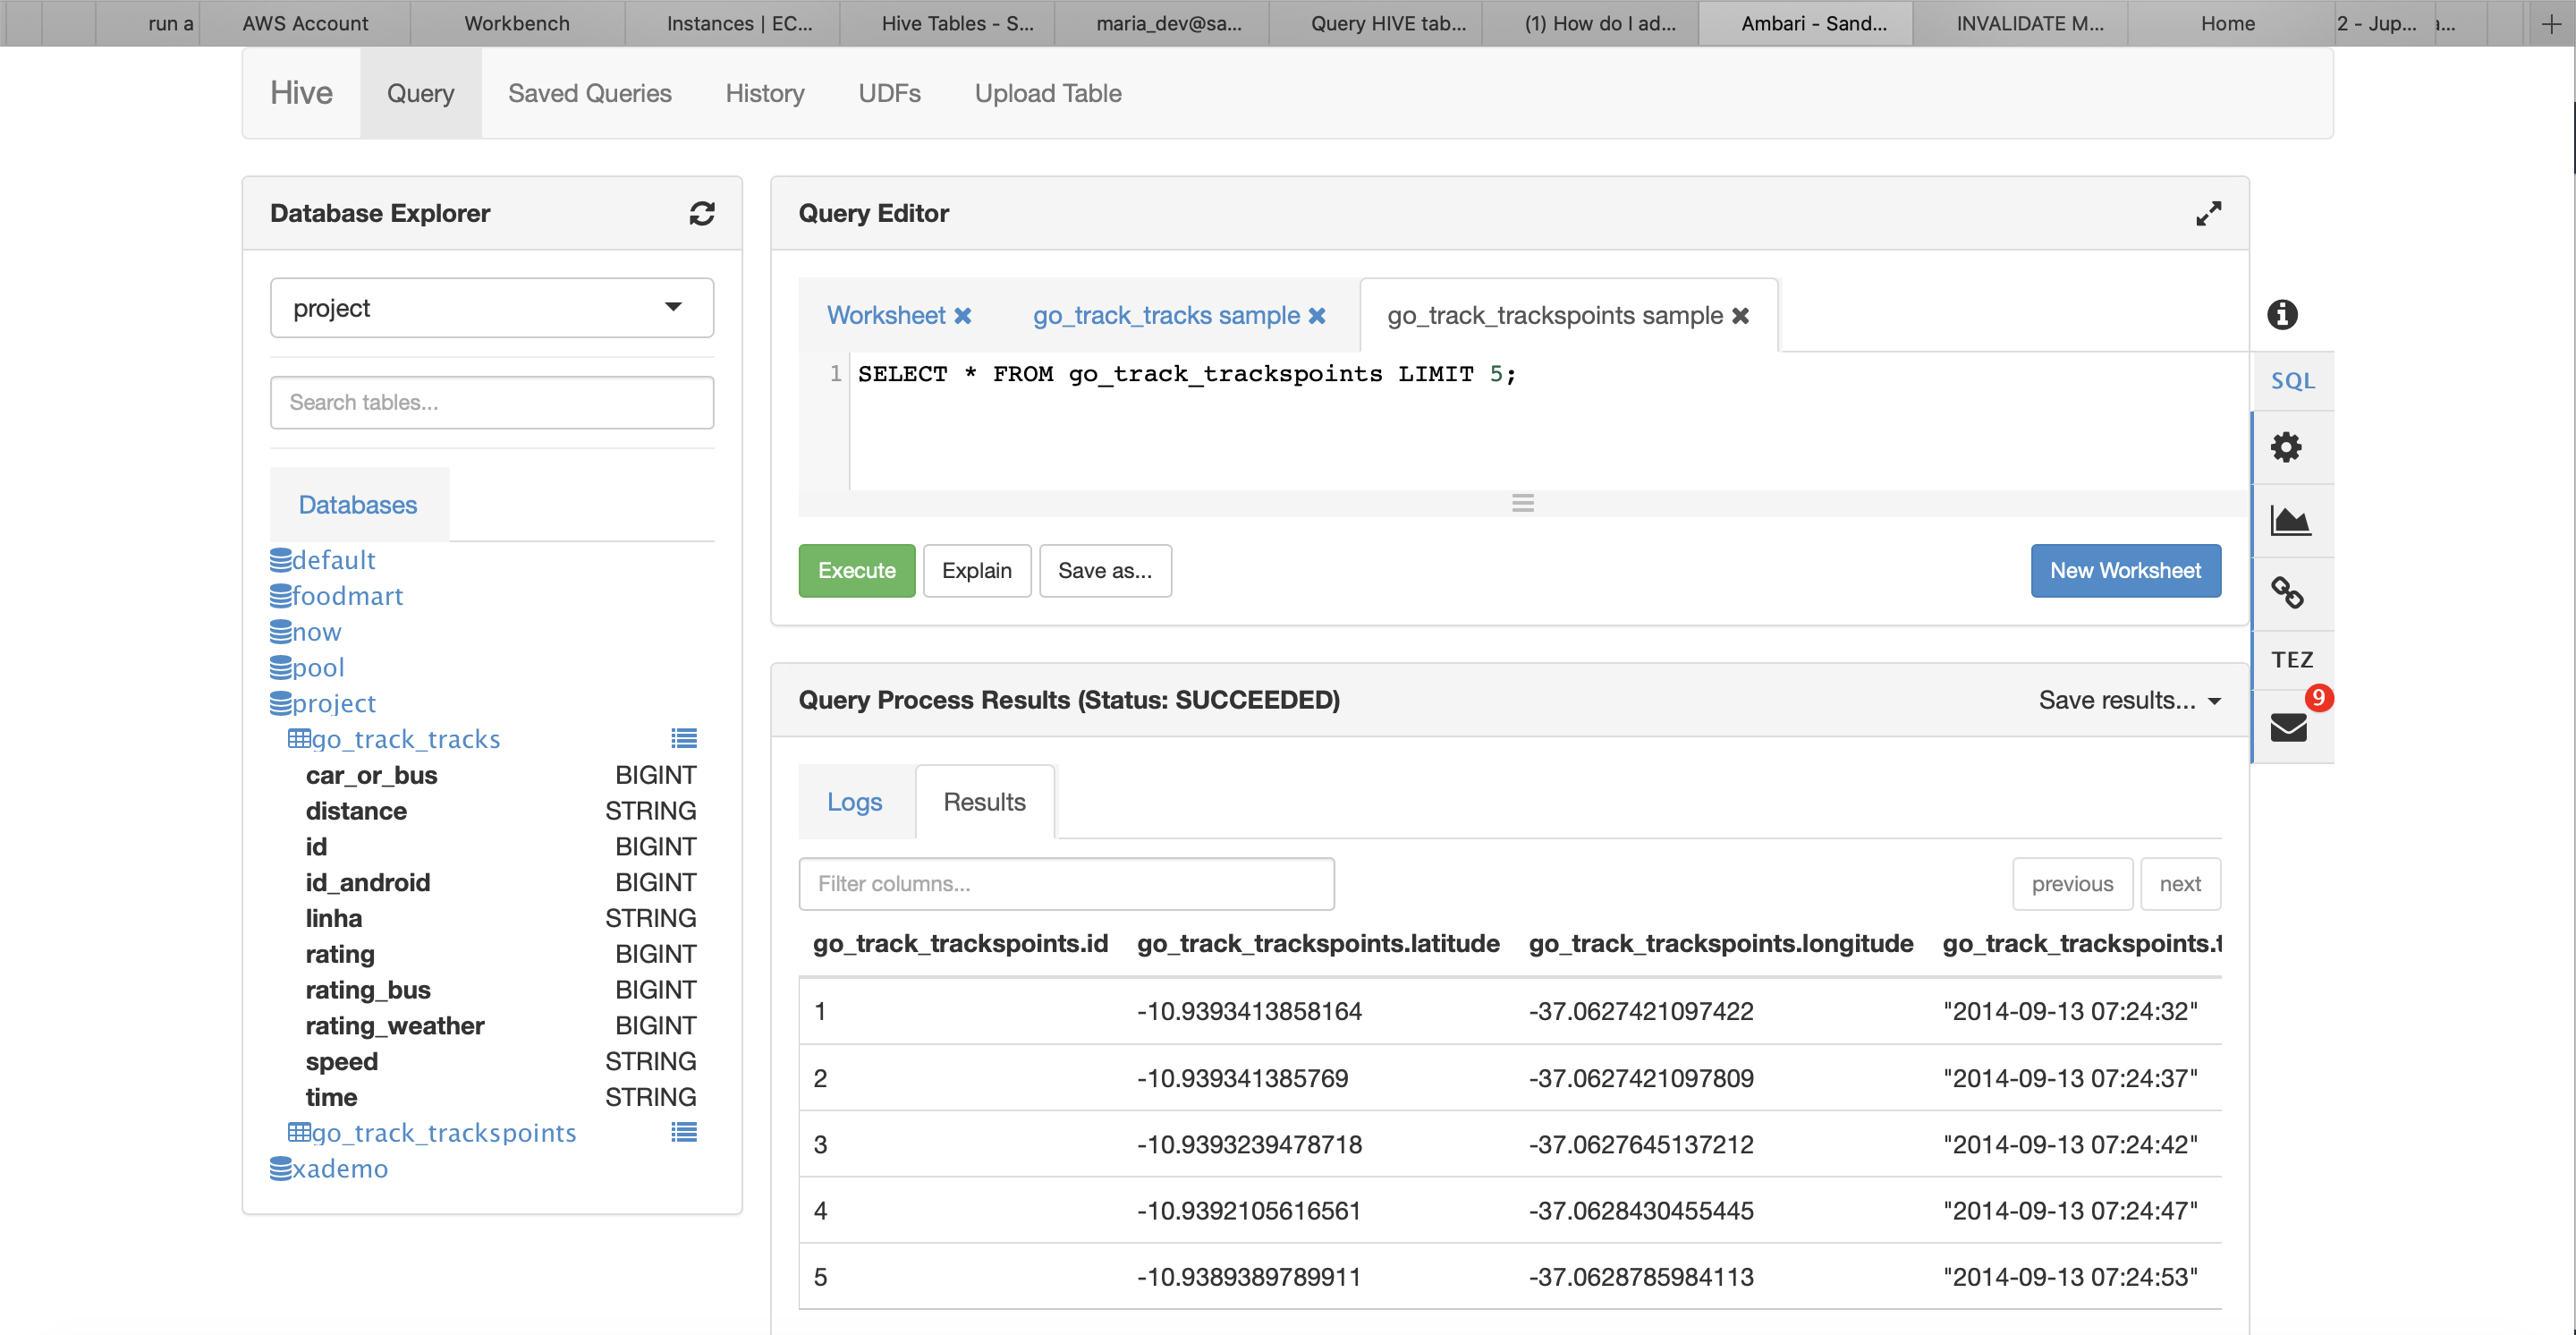 run a AWS Account Workbench Instances | EC... Hive Tables - S... maria_dev@sa... Query HIVE tab... (1) How do I ad... Ambari - Sand... INVALIDATE M... Home 2 - Jup...
Hive Query Saved Queries History UDFs Upload Table
Database Explorer
project
Search tables...
Databases
default
foodmart
now
pool
project
go_track_tracks
car_or_bus BIGINT
distance STRING
id BIGINT
id_android BIGINT
linha STRING
rating BIGINT
rating_bus BIGINT
rating_weather BIGINT
speed STRING
time STRING
go_track_trackspoints
xademo
Query Editor
Worksheet go_track_tracks sample go_track_trackspoints sample
1 SELECT * FROM go_track_trackspoints LIMIT 5;
Execute Explain Save as... New Worksheet
SQL
TEZ
9
Query Process Results (Status: SUCCEEDED) Save results...
Logs Results
Filter columns... previous next
go_track_trackspoints.id go_track_trackspoints.latitude go_track_trackspoints.longitude go_track_trackspoints.t
1 -10.9393413858164 -37.0627421097422 "2014-09-13 07:24:32"
2 -10.939341385769 -37.0627421097809 "2014-09-13 07:24:37"
3 -10.9393239478718 -37.0627645137212 "2014-09-13 07:24:42"
4 -10.9392105616561 -37.0628430455445 "2014-09-13 07:24:47"
5 -10.9389389789911 -37.0628785984113 "2014-09-13 07:24:53"